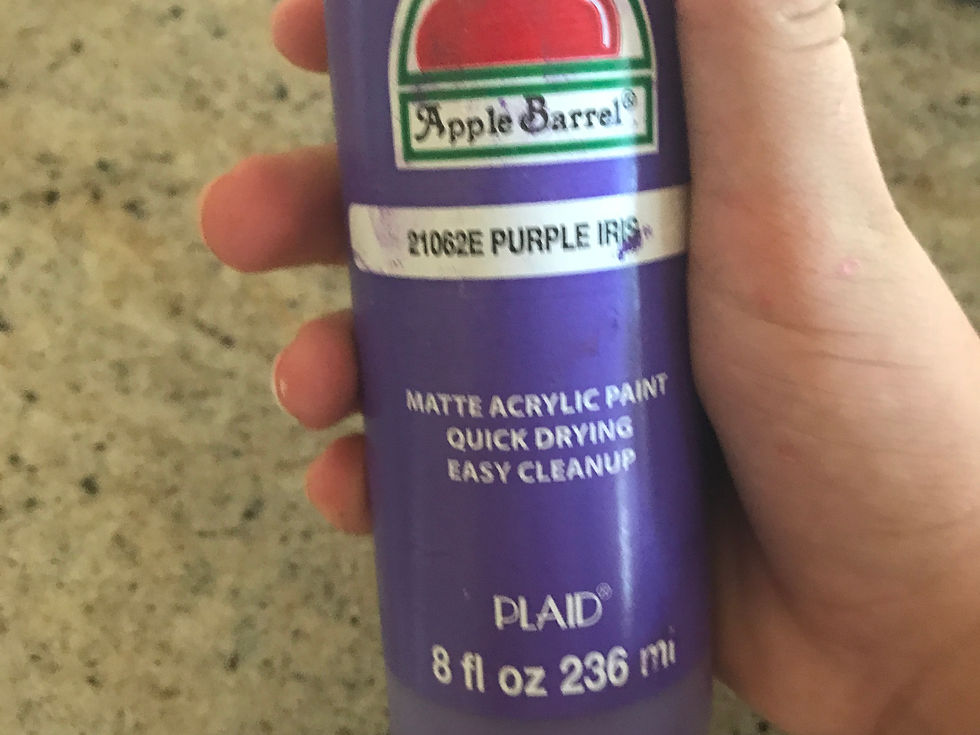 Apple Barrel®
21062E PURPLE IRIS
MATTE ACRYLIC PAINT
QUICK DRYING
EASY CLEANUP
PLAID®
8 fl oz 236 ml